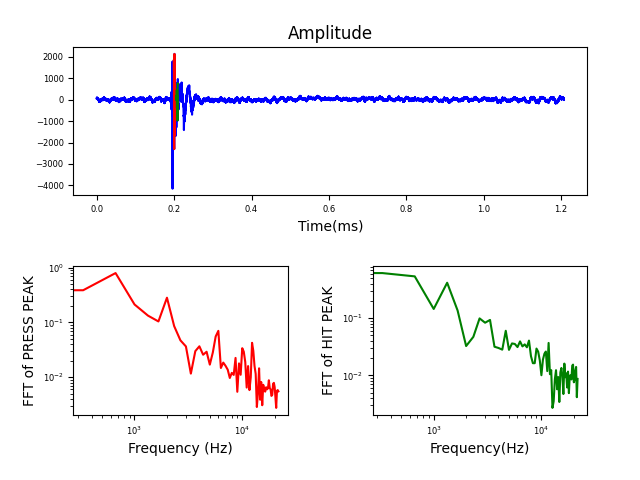 Amplitude
2000
1000
0
−1000
−2000
−3000
−4000
0.0 0.2 0.4 0.6 0.8 1.0 1.2
Time(ms)
FFT of PRESS PEAK
10⁰
10⁻¹
10⁻²
10³ 10⁴
Frequency (Hz)
FFT of HIT PEAK
10⁻¹
10⁻²
10³ 10⁴
Frequency(Hz)